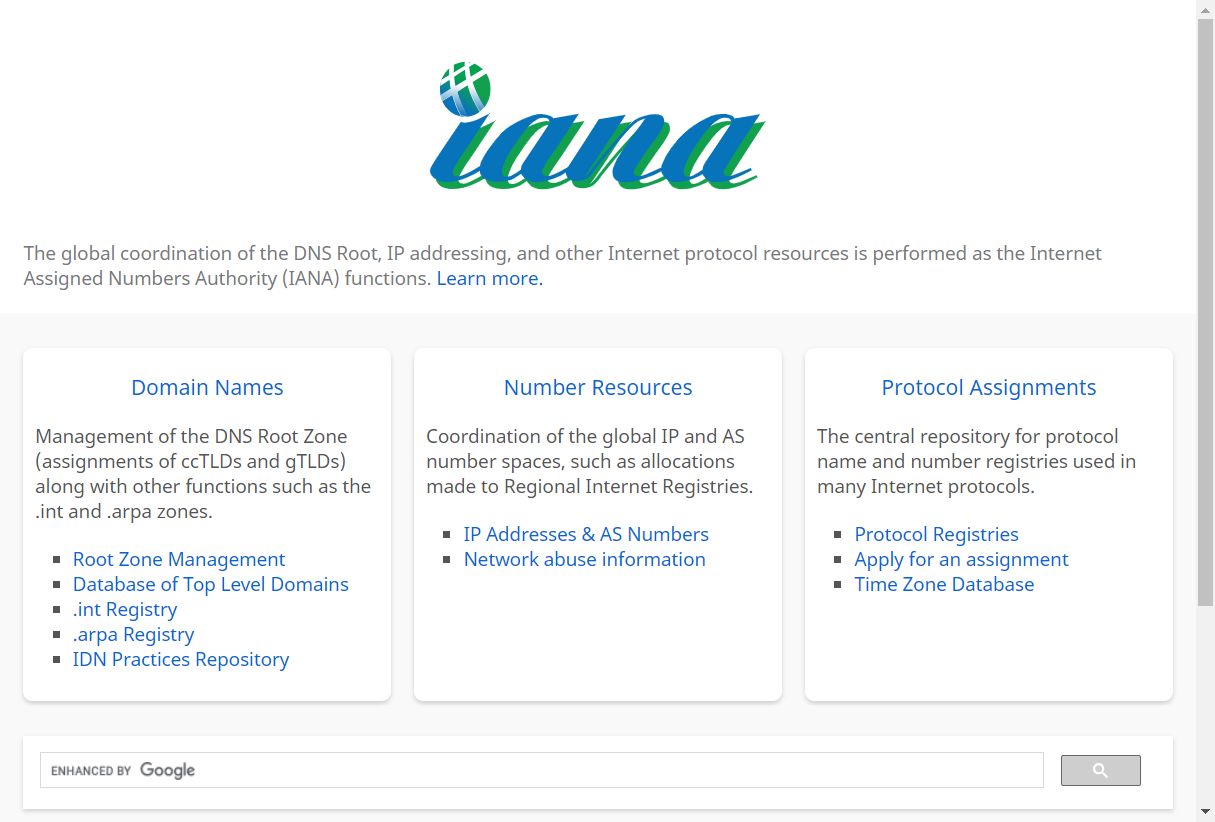 iana
The global coordination of the DNS Root, IP addressing, and other Internet protocol resources is performed as the Internet
Assigned Numbers Authority (IANA) functions. Learn more.
Domain Names
Management of the DNS Root Zone
(assignments of ccTLDs and gTLDs)
along with other functions such as the
.int and .arpa zones.
Root Zone Management
Database of Top Level Domains
.int Registry
.arpa Registry
IDN Practices Repository
Number Resources
Coordination of the global IP and AS
number spaces, such as allocations
made to Regional Internet Registries.
IP Addresses & AS Numbers
Network abuse information
Protocol Assignments
The central repository for protocol
name and number registries used in
many Internet protocols.
Protocol Registries
Apply for an assignment
Time Zone Database
ENHANCED BY Google